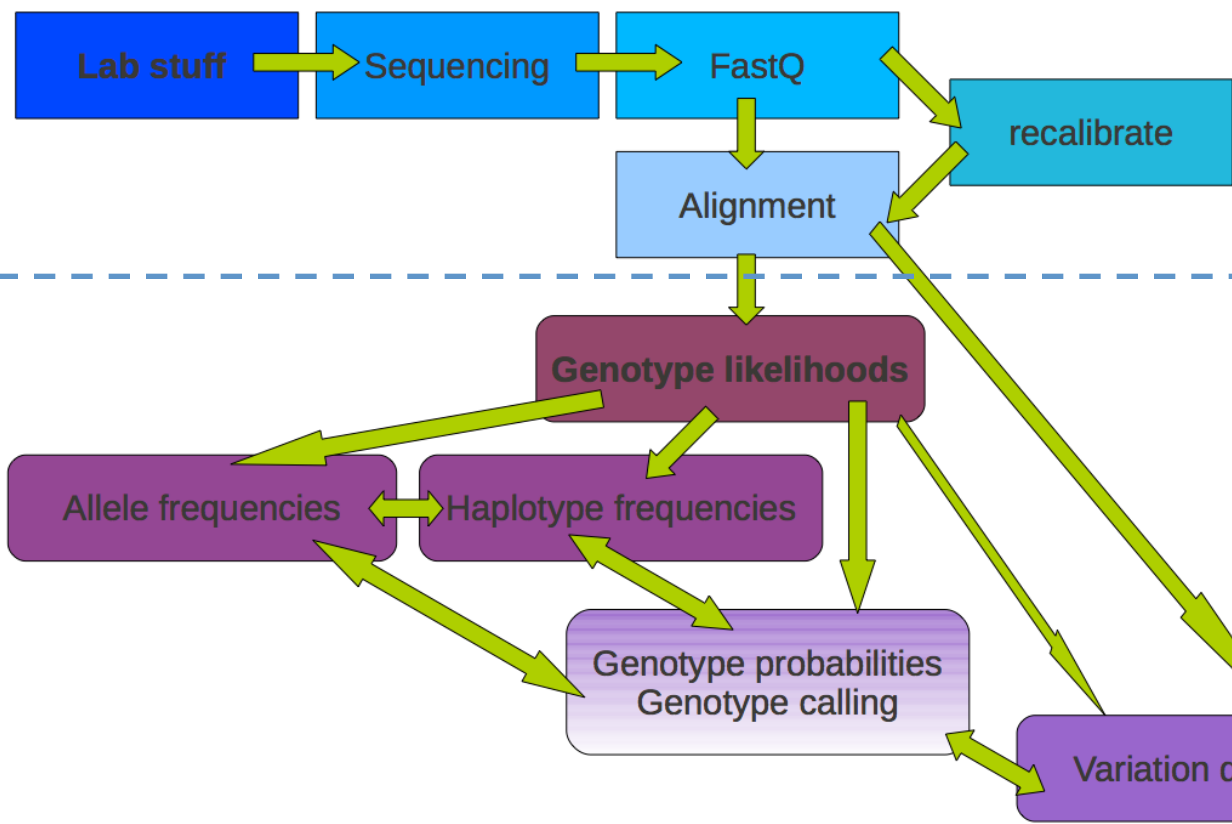 Lab stuff
Sequencing
FastQ
recalibrate
Alignment
Genotype likelihoods
Allele frequencies
Haplotype frequencies
Genotype probabilities
Genotype calling
Variation